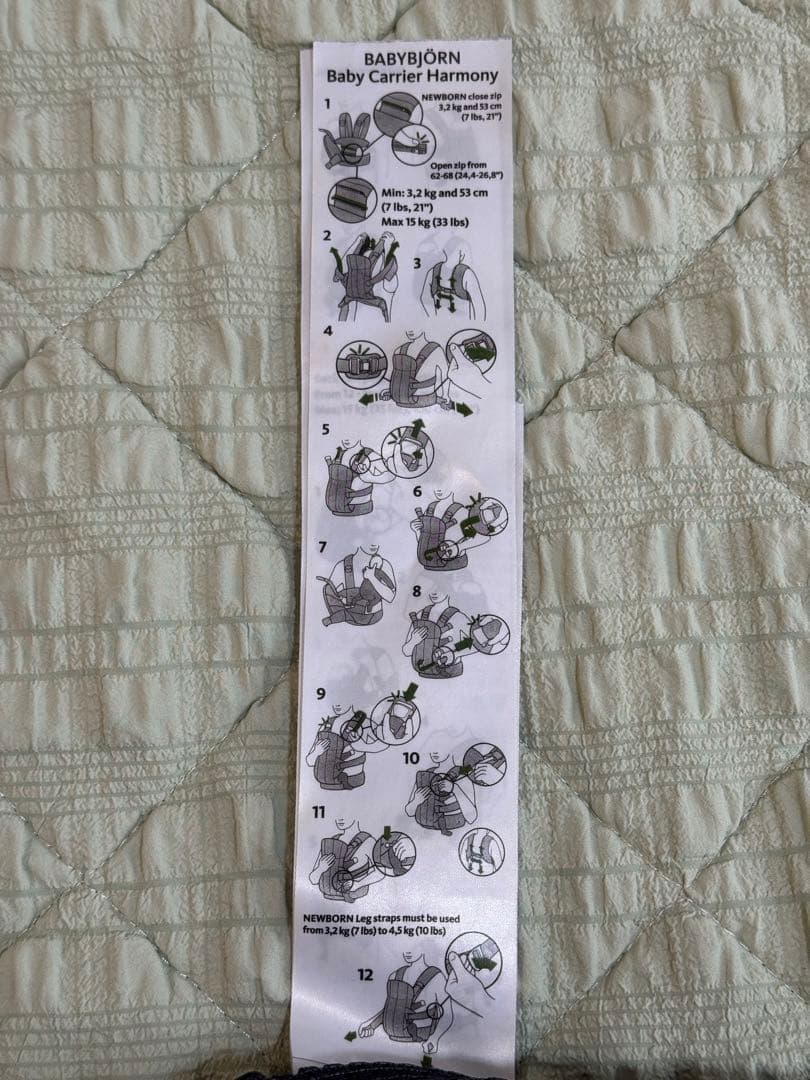 BABYBJÖRN
Baby Carrier Harmony
1
NEWBORN close zip
3,2 kg and 53 cm
(7 lbs, 21")
Open zip from
62-68 (24,4-26,8")
Min: 3,2 kg and 53 cm
(7 lbs, 21")
Max 15 kg (33 lbs)
2
3
4
5
6
7
8
9
10
11
NEWBORN Leg straps must be used
from 3,2 kg (7 lbs) to 4,5 kg (10 lbs)
12